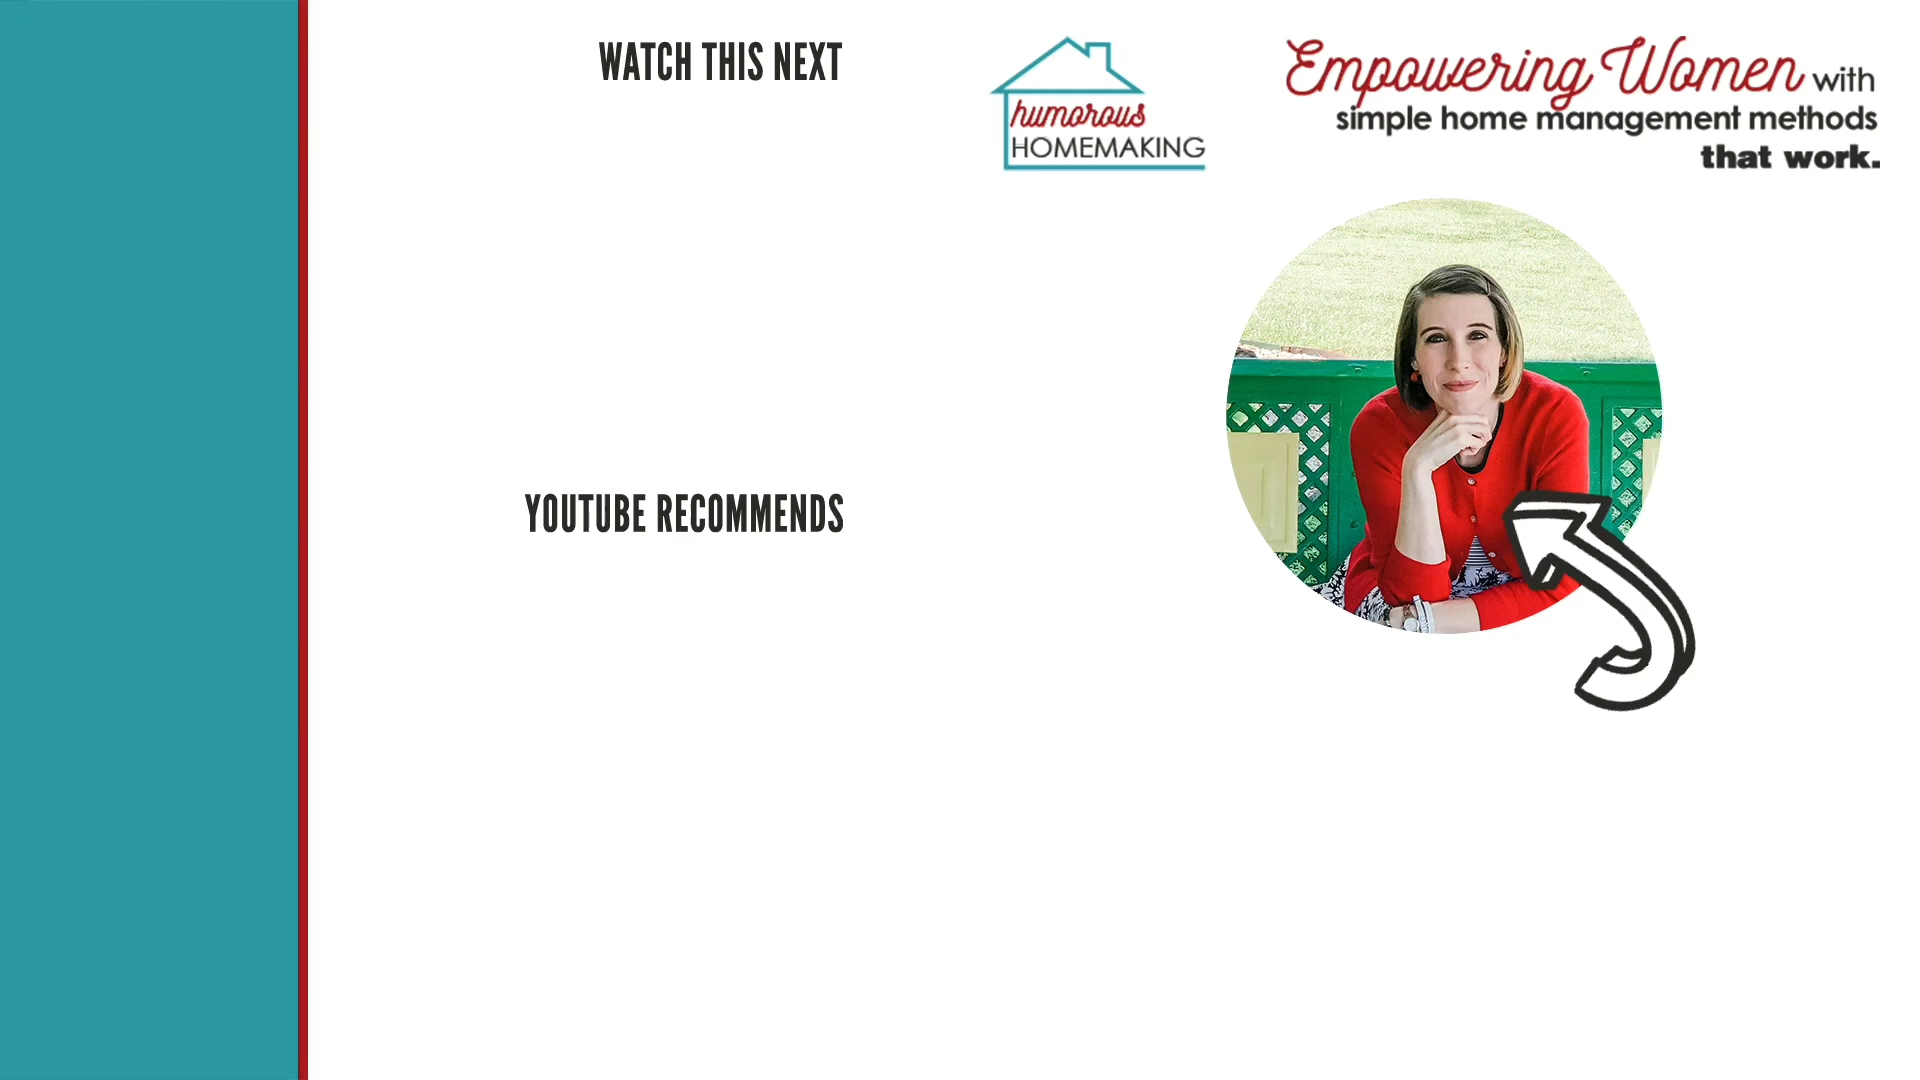 WATCH THIS NEXT
humorous
HOMEMAKING
Empowering Women with
simple home management methods
that work.
YOUTUBE RECOMMENDS